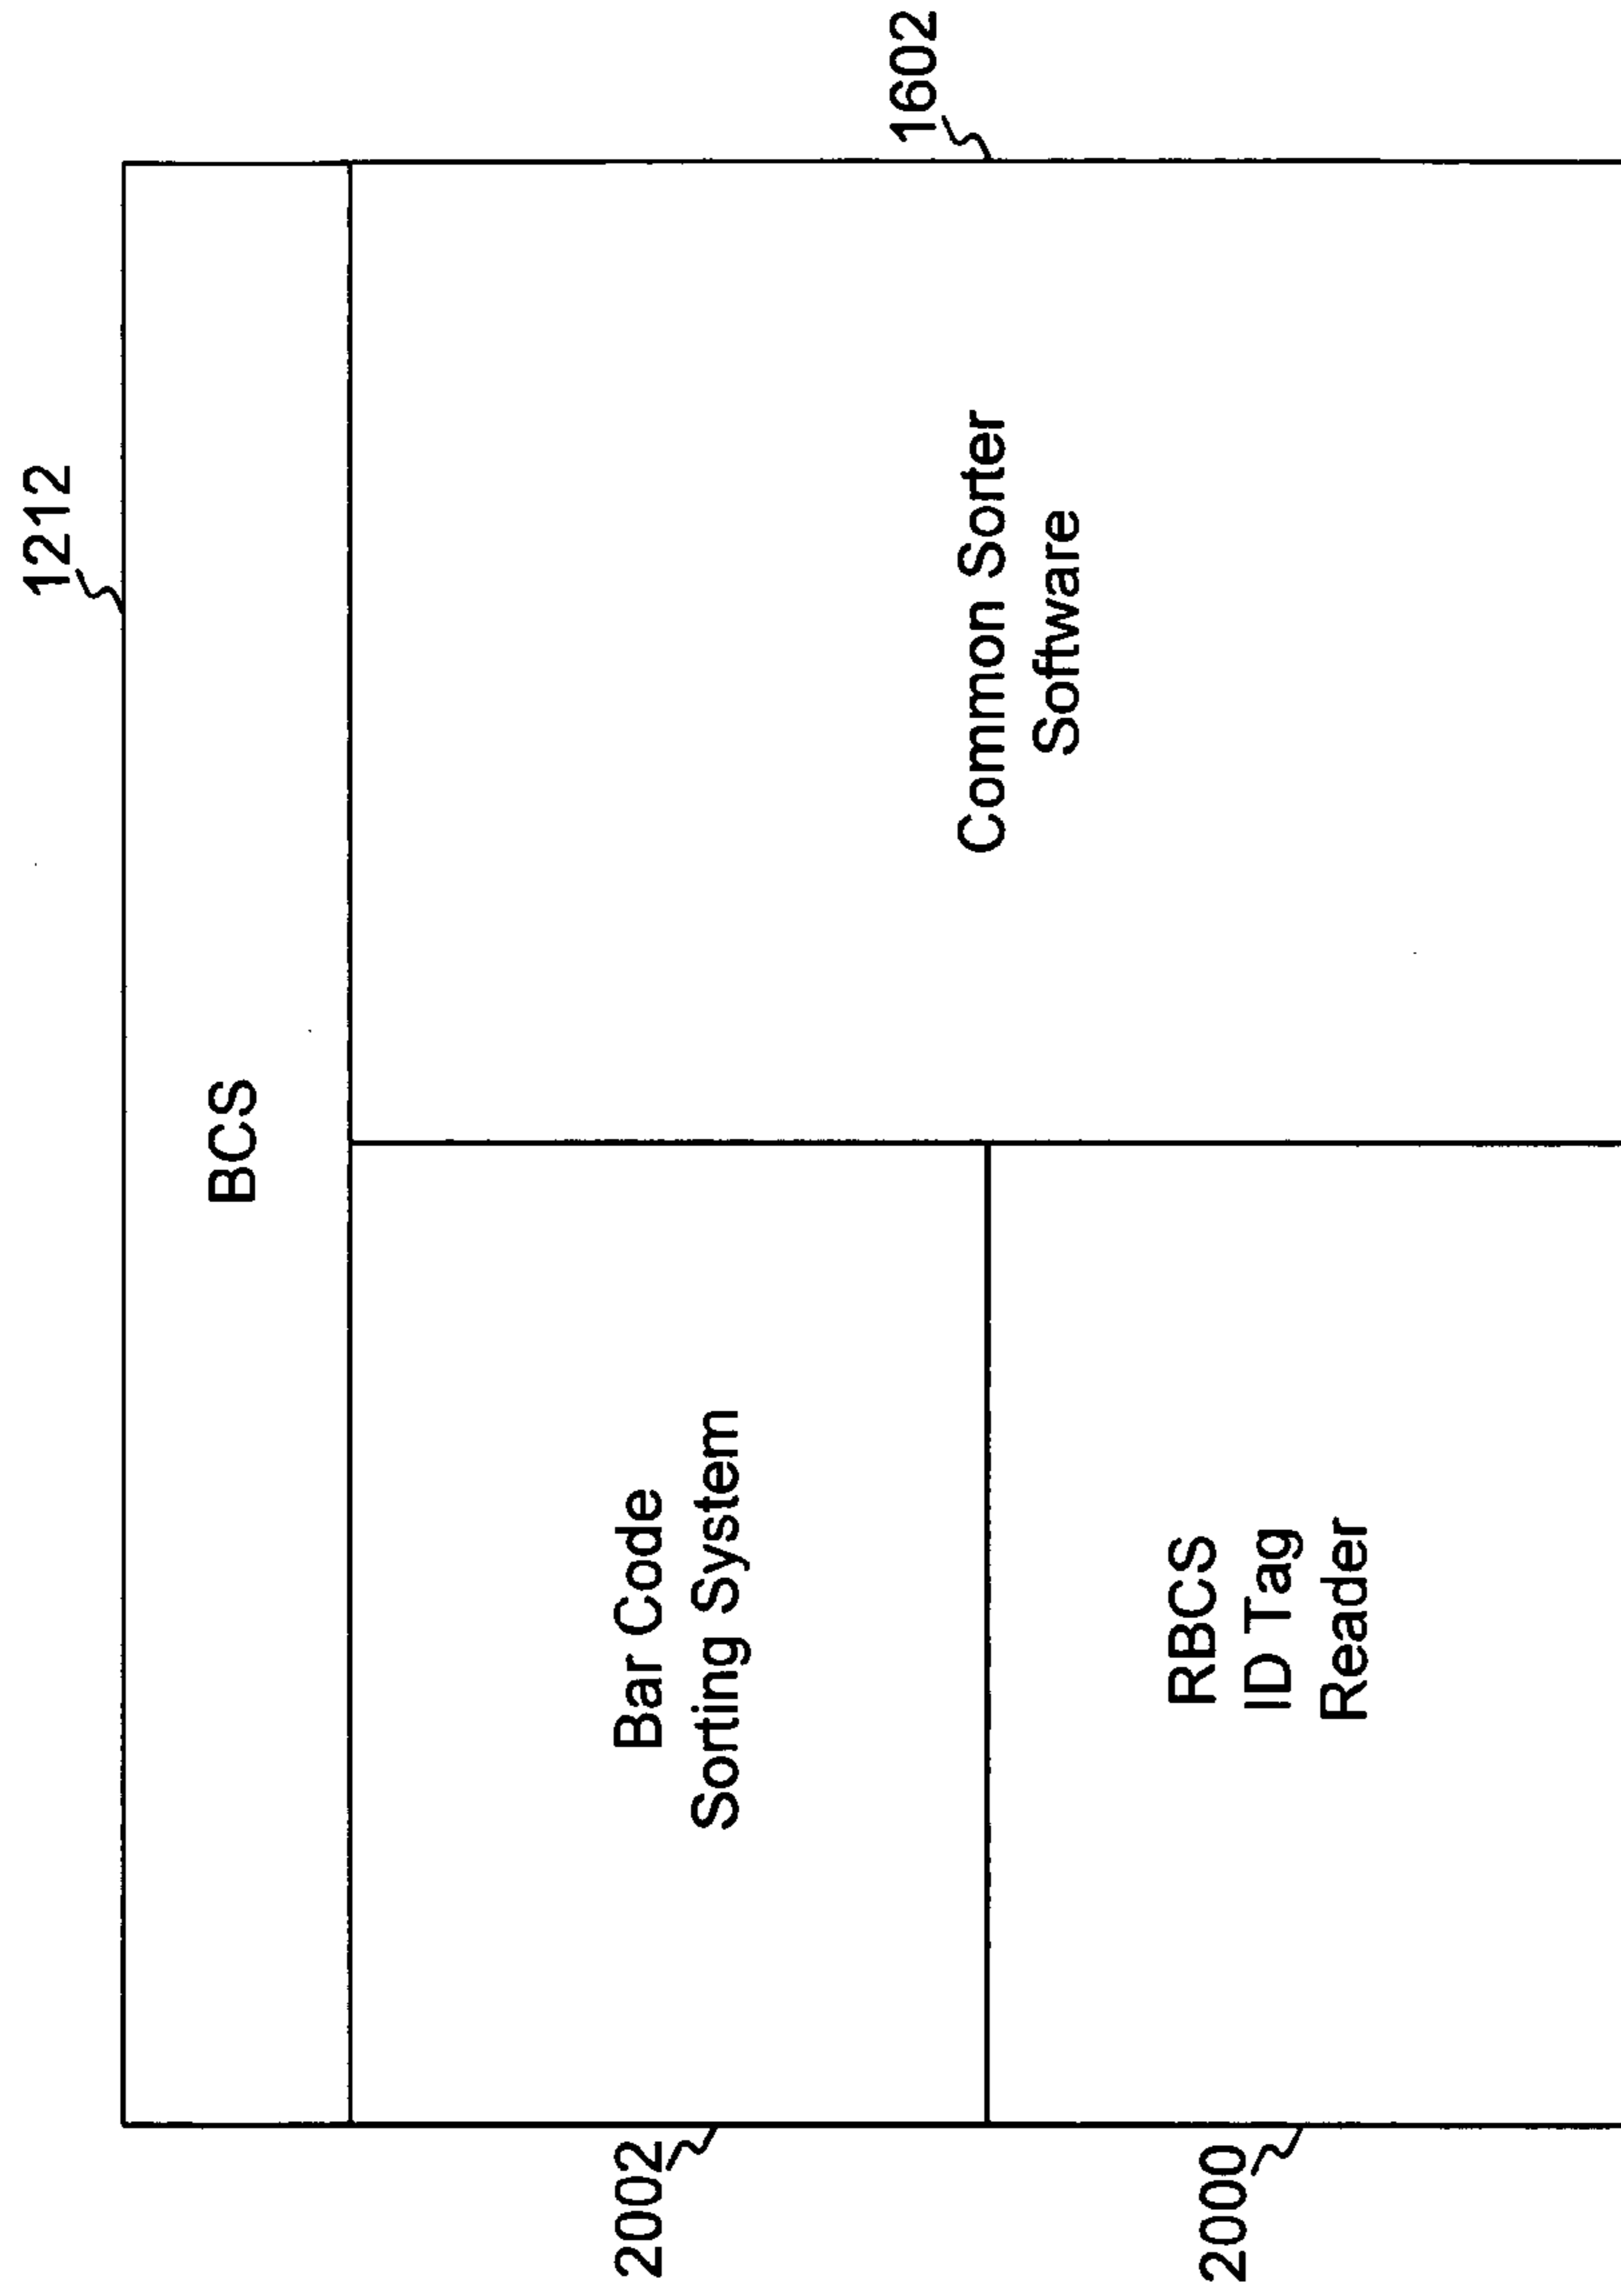 1212
BCS
2002
Bar Code
Sorting System
1602
Common Sorter
Software
2000
RBCS
ID Tag
Reader